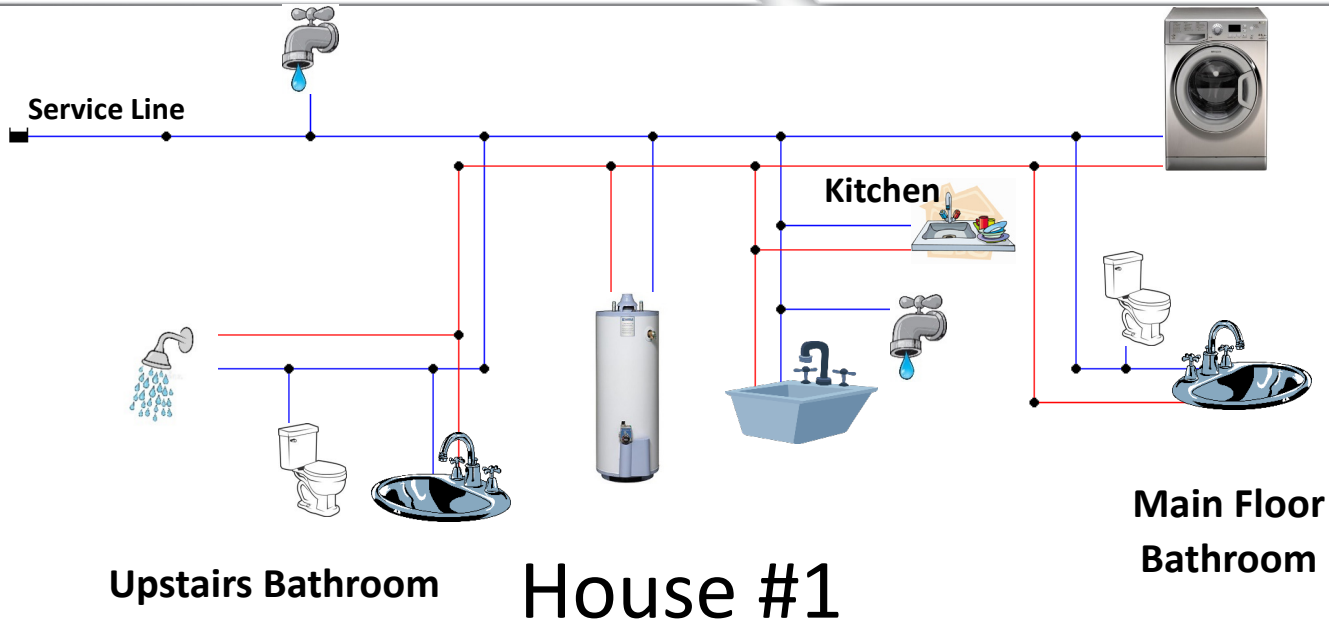 Service Line
Kitchen
Main Floor
Bathroom
Upstairs Bathroom
House #1